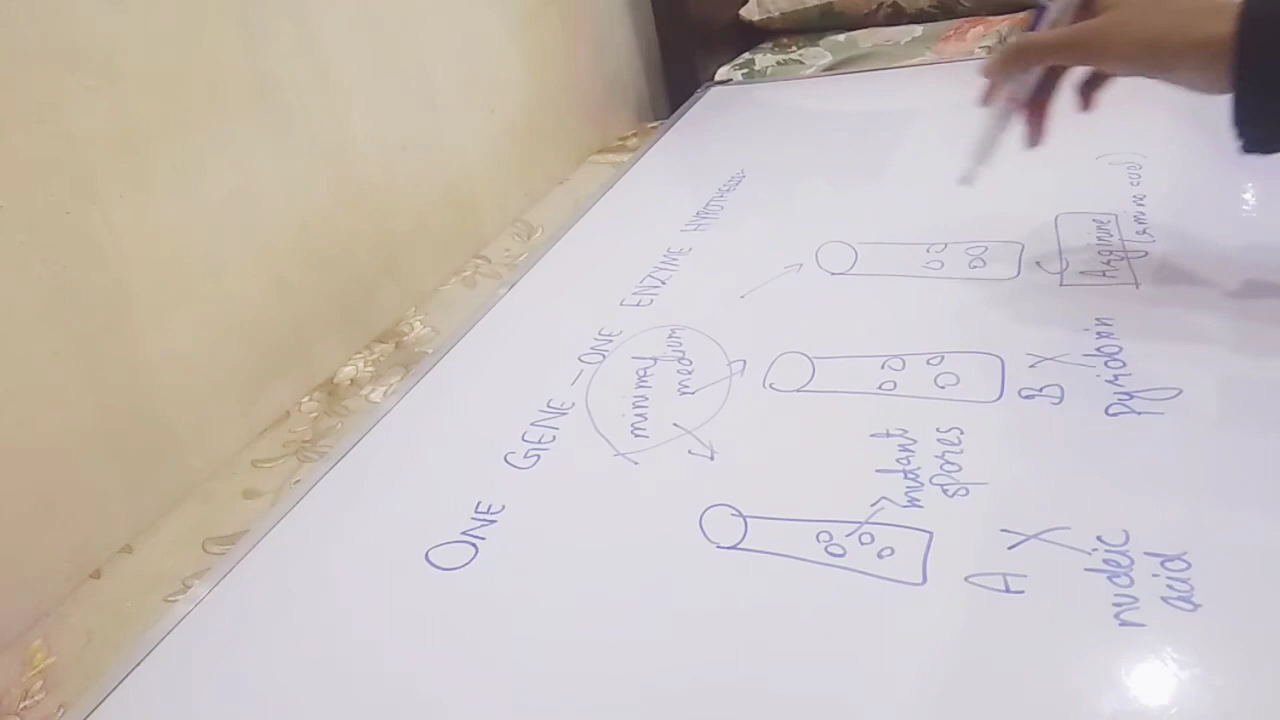 ONE GENE - ONE ENZYME HYPOTHESIS
minimal
medium
mutant
spores
A
X
nucleic
acid
B
X
pyridoxin
Arginine
(amino acid)